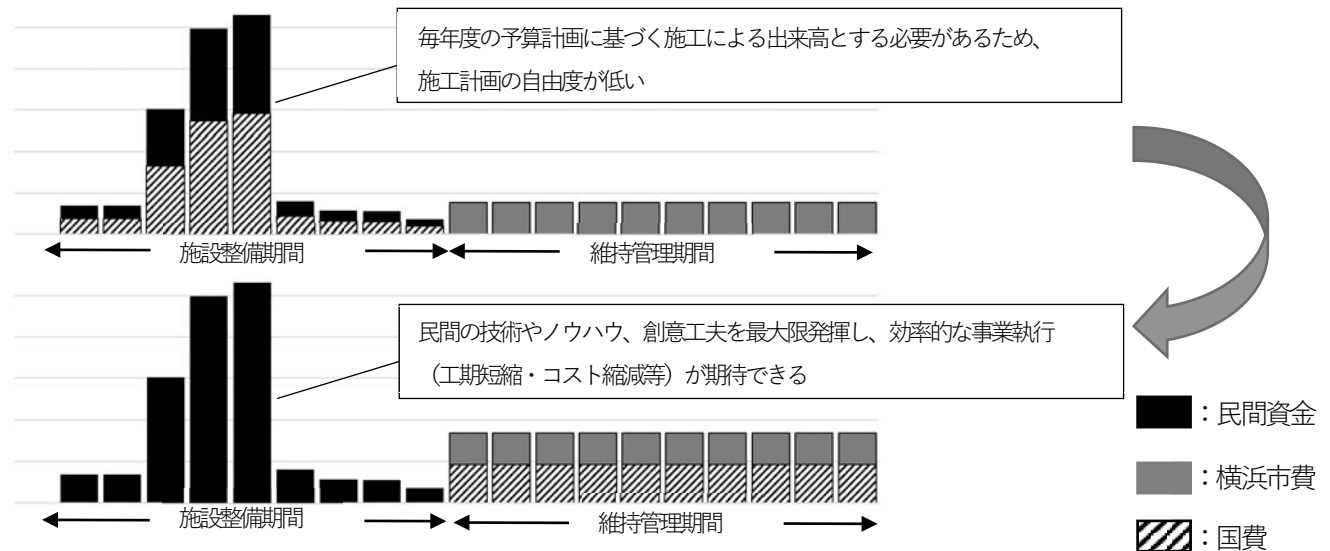 毎年度の予算計画に基づく施工による出来高とする必要があるため、
施工計画の自由度が低い
施設整備期間
維持管理期間
民間の技術やノウハウ、創意工夫を最大限発揮し、効率的な事業執行
（工期短縮・コスト縮減等）が期待できる
施設整備期間
維持管理期間
：民間資金
：横浜市費
：国費